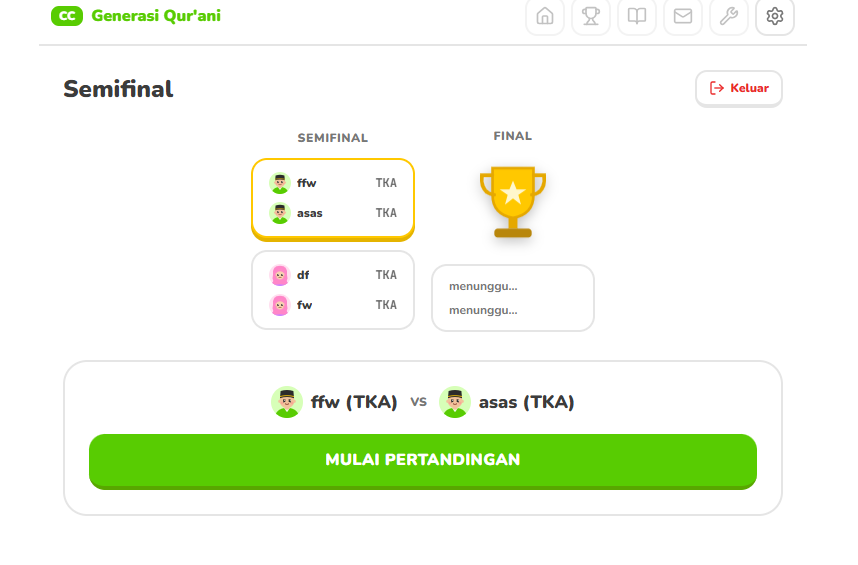 CC Generasi Qur'ani
Semifinal
Keluar
SEMIFINAL
FINAL
ffw TKA
asas TKA
df TKA
fw TKA
menunggu...
menunggu...
ffw (TKA) VS asas (TKA)
MULAI PERTANDINGAN